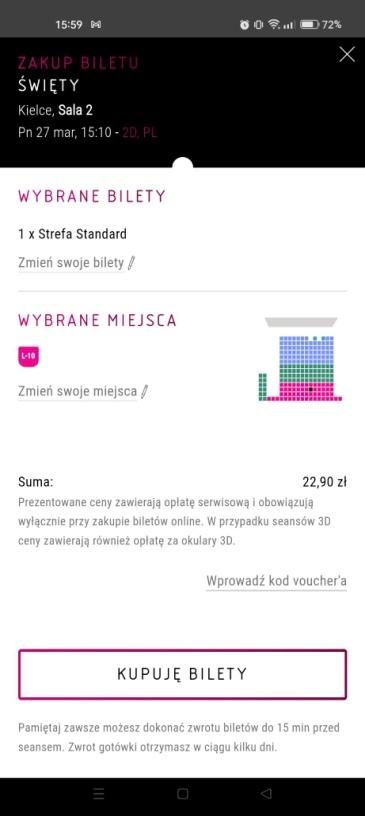 15:59
72%
ZAKUP BILETU
ŚWIĘTY
Kielce, Sala 2
Pn 27 mar, 15:10 - 2D, PL
WYBRANE BILETY
1 x Strefa Standard
Zmień swoje bilety
WYBRANE MIEJSCA
L-10
Zmień swoje miejsca
Suma: 22,90 zł
Prezentowane ceny zawierają opłatę serwisową i obowiązują
wyłącznie przy zakupie biletów online. W przypadku seansów 3D
ceny zawierają również opłatę za okulary 3D.
Wprowadź kod voucher'a
KUPUJĘ BILETY
Pamiętaj zawsze możesz dokonać zwrotu biletów do 15 min przed
seansem. Zwrot gotówki otrzymasz w ciągu kilku dni.